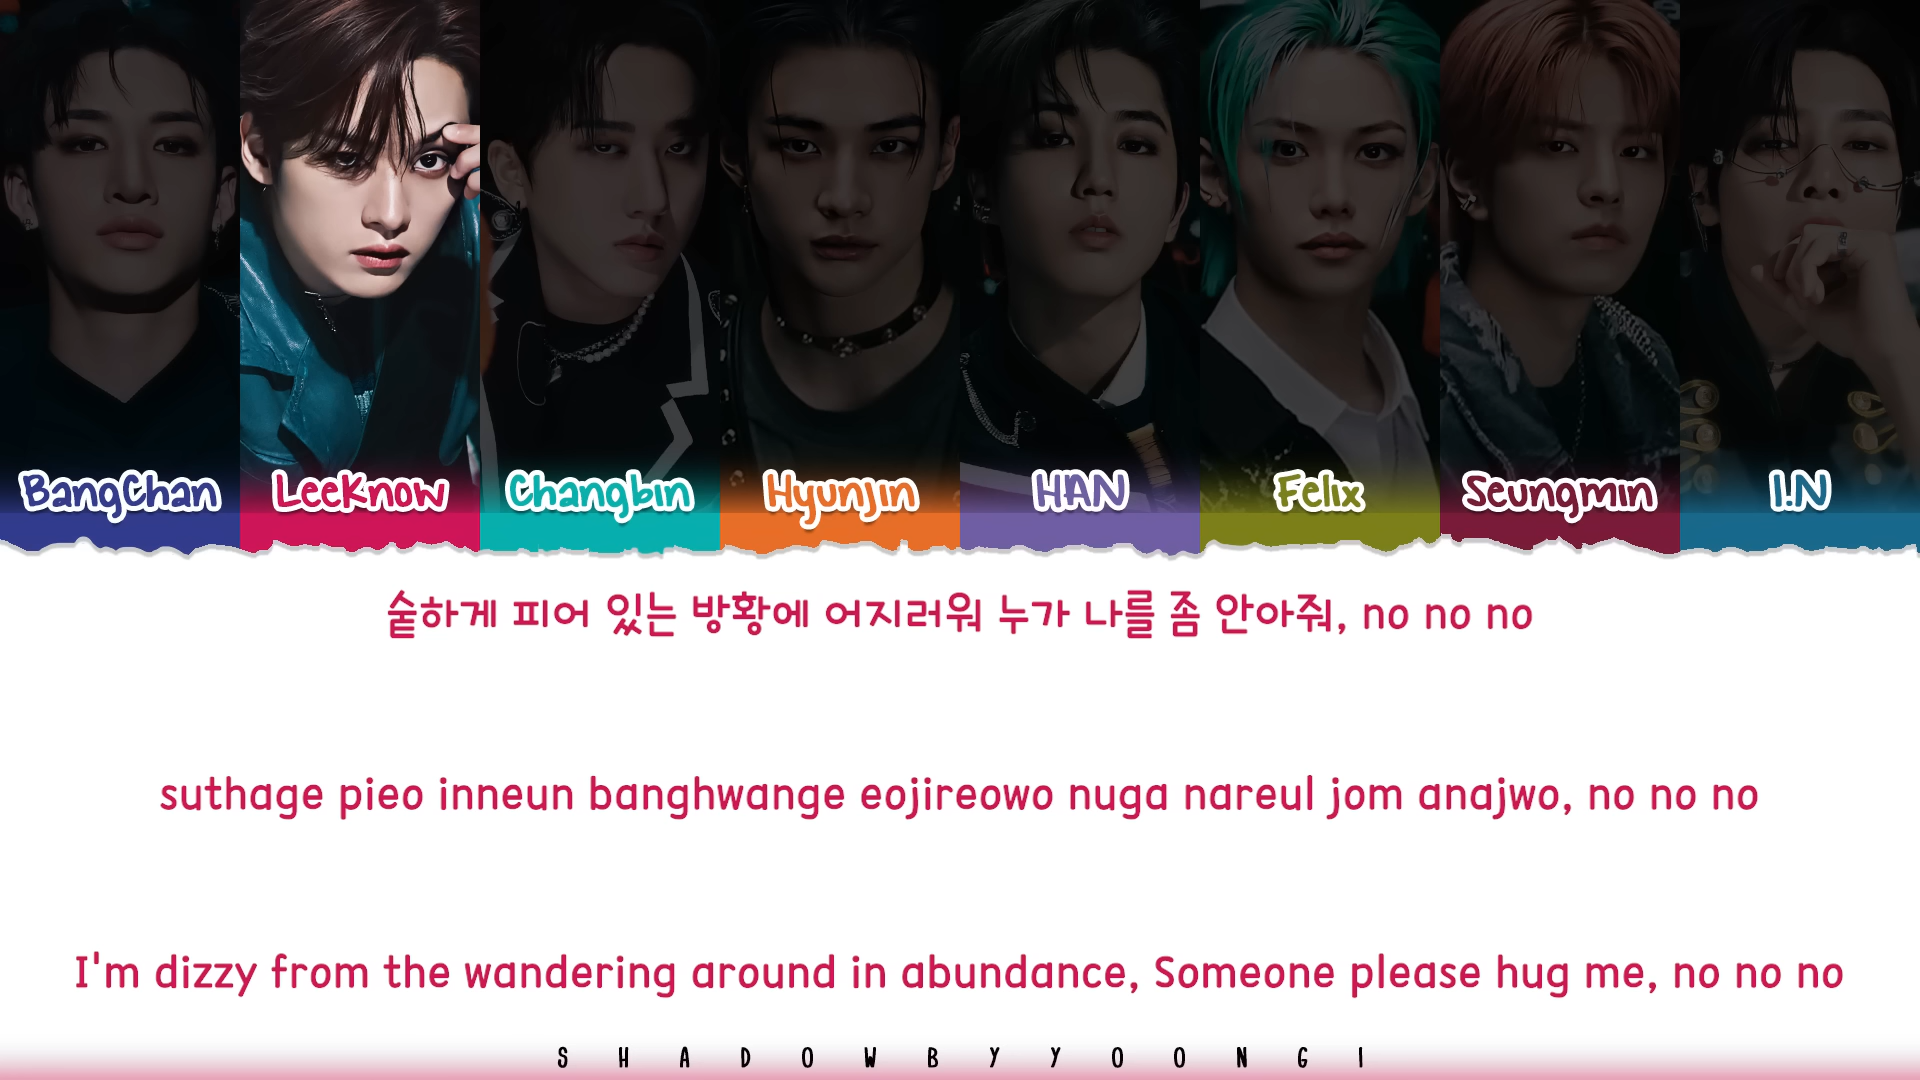 BangChan LeeKnow Changbin Hyunjin HAN Felix Seungmin I.N
숱하게 피어 있는 방황에 어지러워 누가 나를 좀 안아줘, no no no
suthage pieo inneun banghwange eojireowo nuga nareul jom anajwo, no no no
I'm dizzy from the wandering around in abundance, Someone please hug me, no no no
SHADOWBYYOONGI